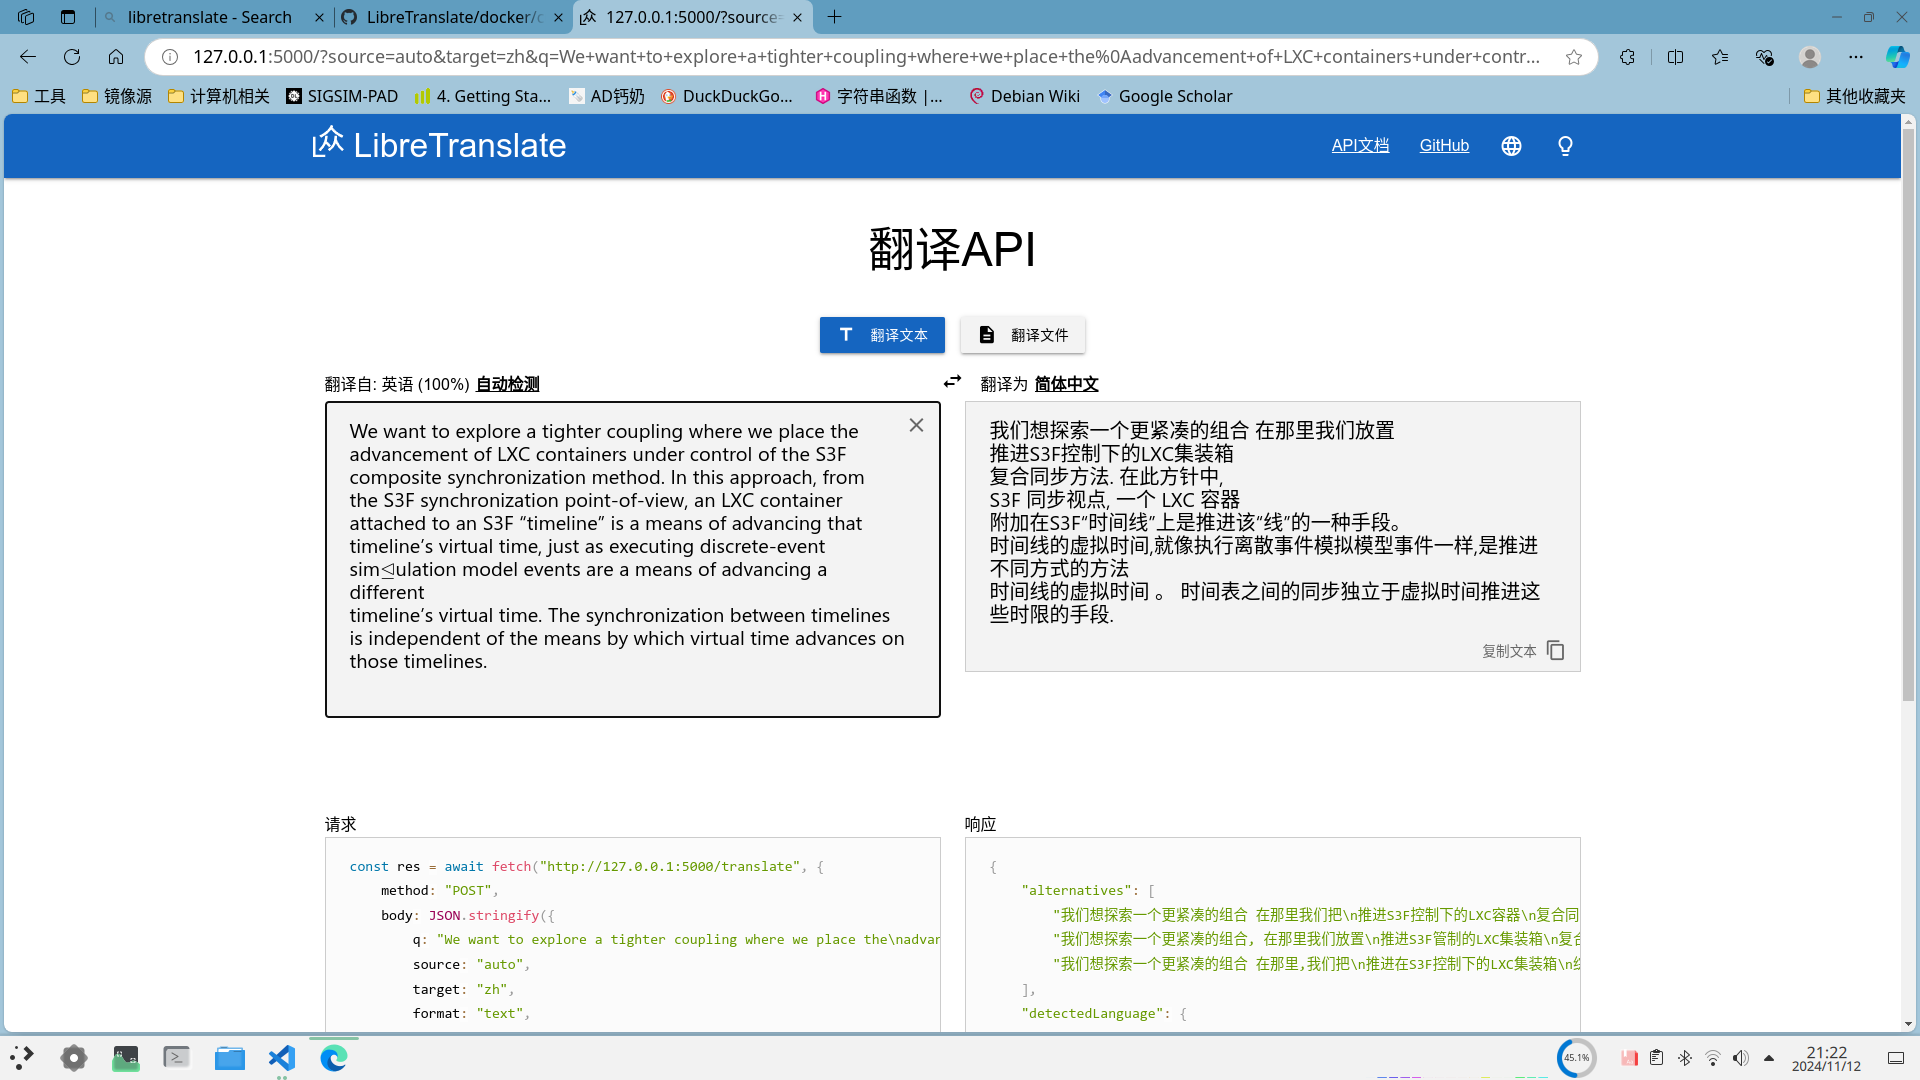 libretranslate - Search
LibreTranslate/docker/
127.0.0.1:5000/?source=
127.0.0.1:5000/?source=auto&target=zh&q=We+want+to+explore+a+tighter+coupling+where+we+place+the%0Aadvancement+of+LXC+containers+under+contr...
工具
镜像源
计算机相关
SIGSIM-PAD
4. Getting Sta...
AD钙奶
DuckDuckGo...
字符串函数 |...
Debian Wiki
Google Scholar
其他收藏夹
LibreTranslate
API文档
GitHub
翻译API
翻译文本
翻译文件
翻译自: 英语 (100%) 自动检测
翻译为 简体中文
We want to explore a tighter coupling where we place the
advancement of LXC containers under control of the S3F
composite synchronization method. In this approach, from
the S3F synchronization point-of-view, an LXC container
attached to an S3F “timeline” is a means of advancing that
timeline’s virtual time, just as executing discrete-event
sim⊴ulation model events are a means of advancing a
different
timeline’s virtual time. The synchronization between timelines
is independent of the means by which virtual time advances on
those timelines.
我们想探索一个更紧凑的组合 在那里我们放置
推进S3F控制下的LXC集装箱
复合同步方法. 在此方针中,
S3F 同步视点, 一个 LXC 容器
附加在S3F“时间线”上是推进该“线”的一种手段。
时间线的虚拟时间,就像执行离散事件模拟模型事件一样,是推进
不同方式的方法
时间线的虚拟时间 。 时间表之间的同步独立于虚拟时间推进这
些时限的手段.
复制文本
请求
const res = await fetch("http://127.0.0.1:5000/translate", {
method: "POST",
body: JSON.stringify({
q: "We want to explore a tighter coupling where we place the\nadvan
source: "auto",
target: "zh",
format: "text",
响应
{
"alternatives": [
"我们想探索一个更紧凑的组合 在那里我们把\n推进S3F控制下的LXC容器\n复合同
"我们想探索一个更紧凑的组合, 在那里我们放置\n推进S3F管制的LXC集装箱\n复合
"我们想探索一个更紧凑的组合 在那里,我们把\n推进在S3F控制下的LXC集装箱\n
],
"detectedLanguage": {
45.1%
21:22
2024/11/12